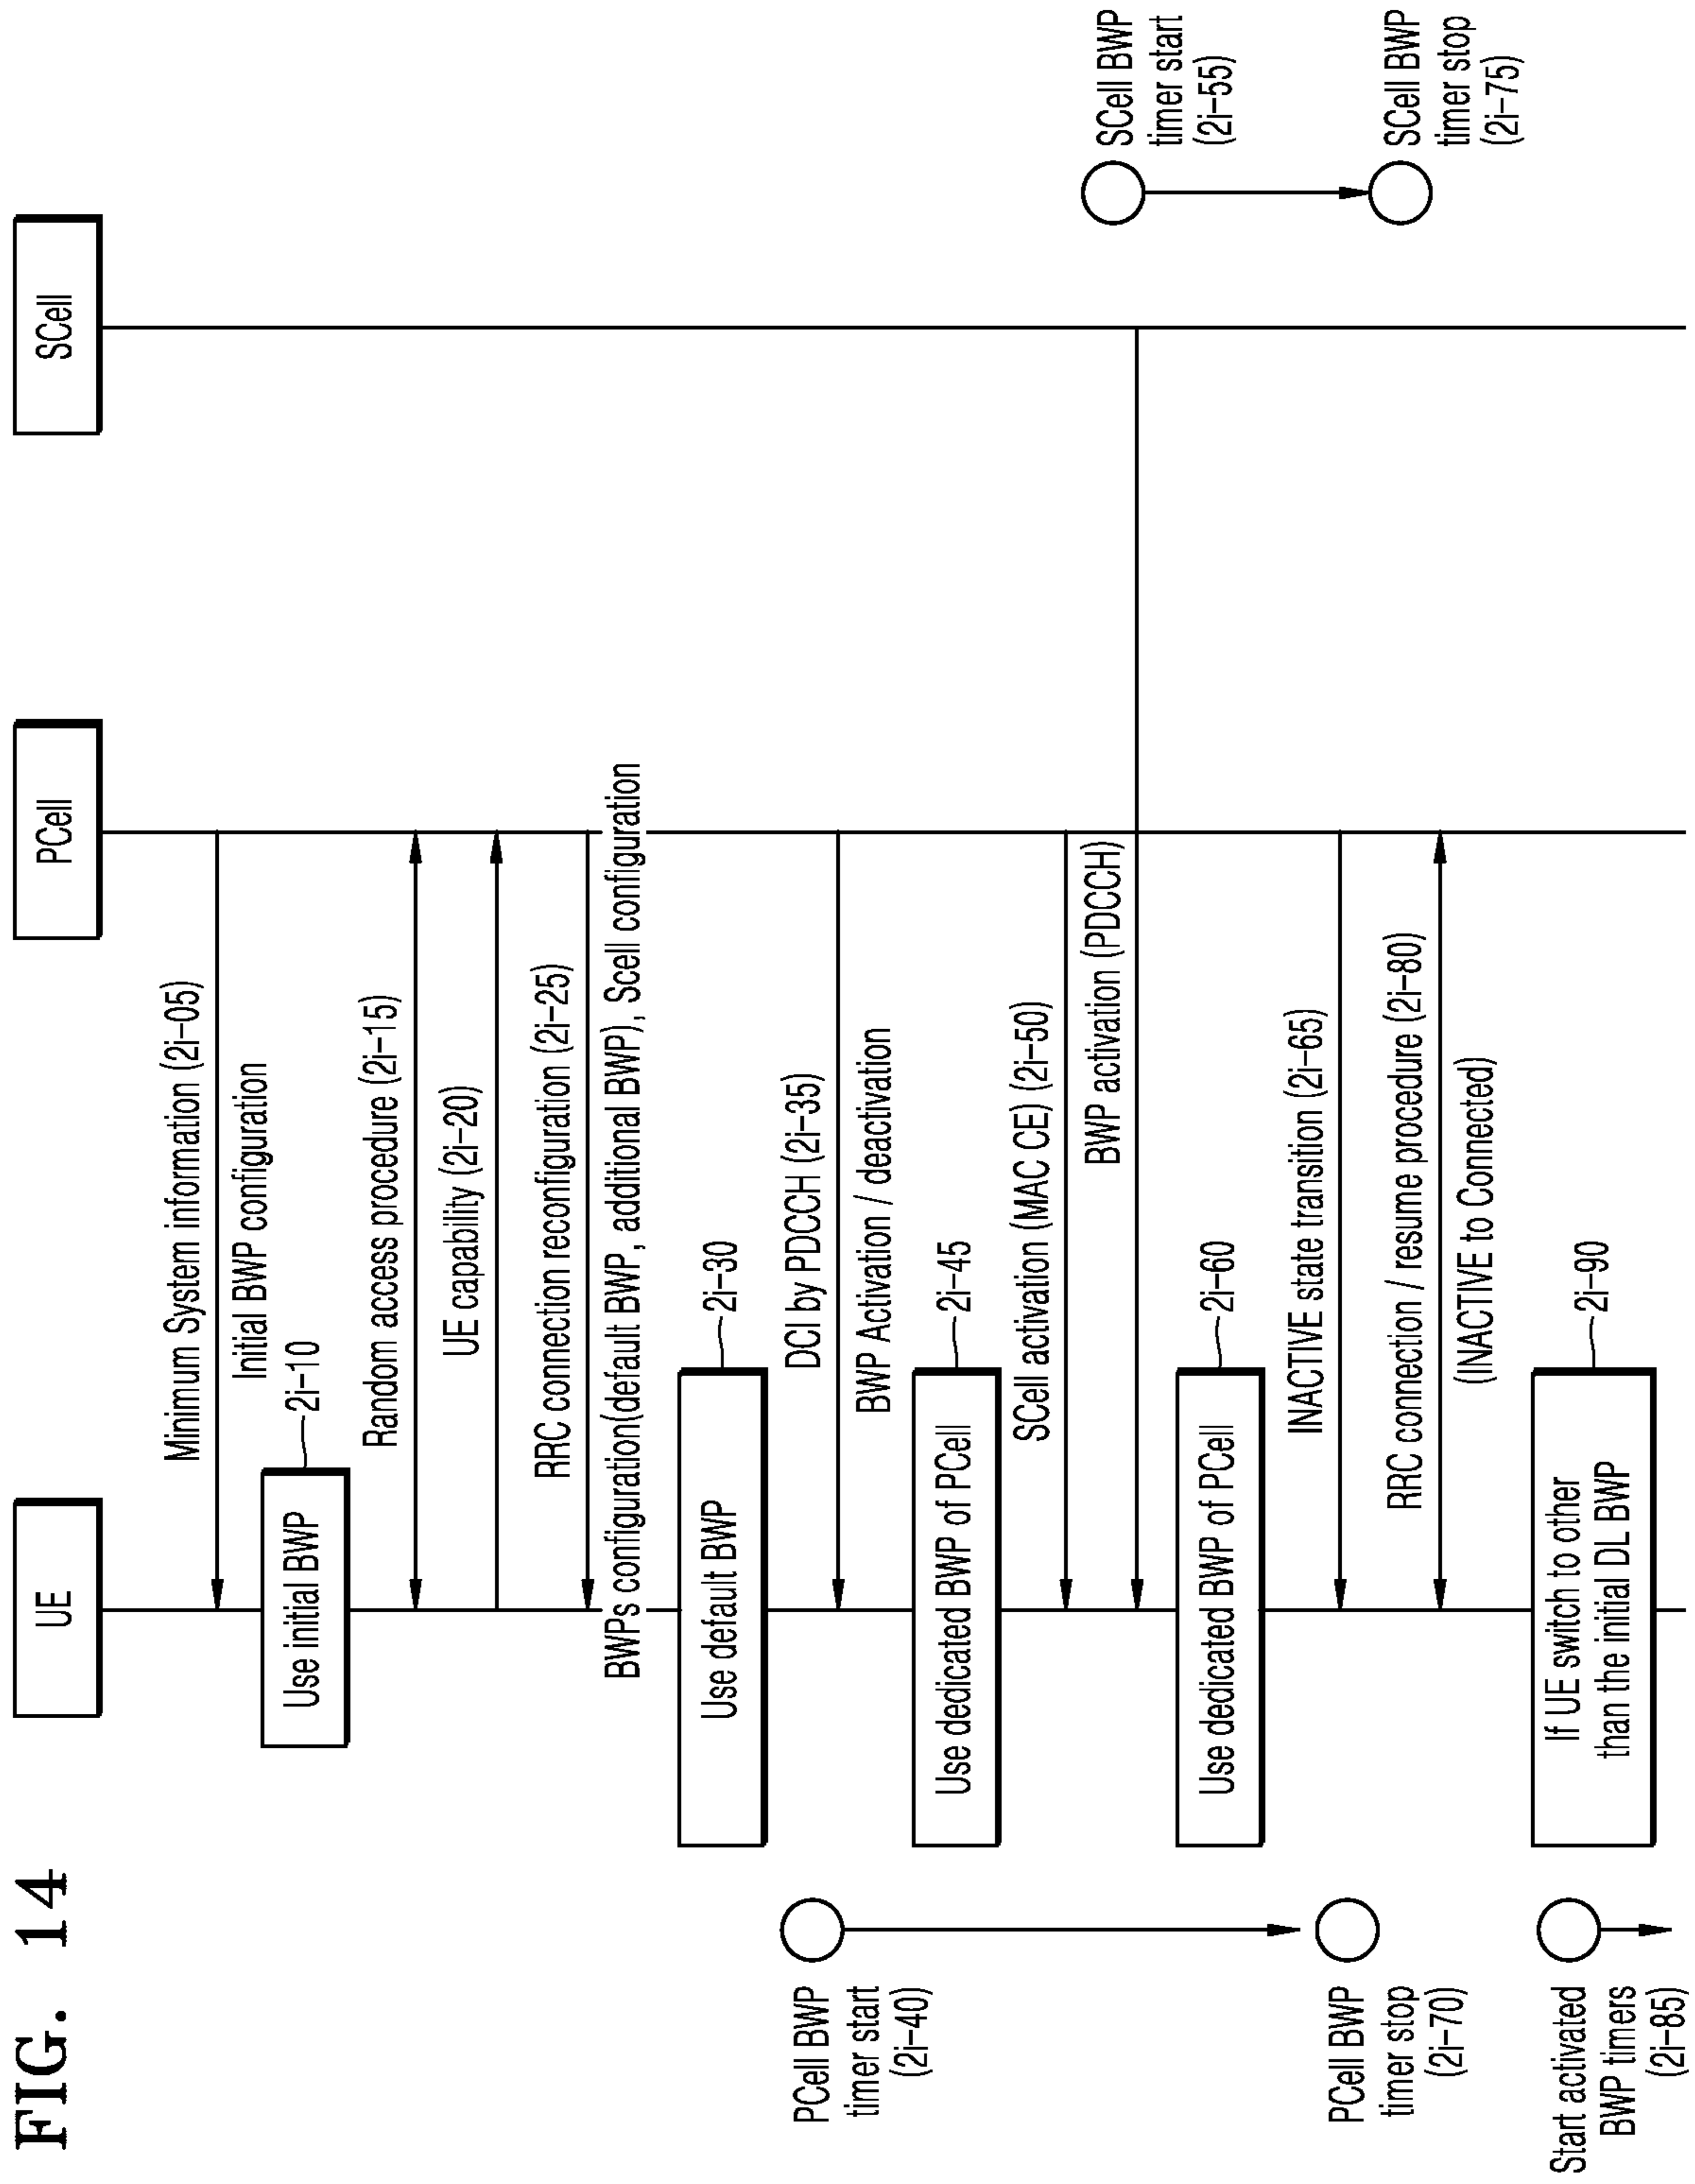 FIG. 14
UE
PCell
SCell
Minimum System information (2i-05)
Initial BWP configuration
Use initial BWP
2i-10
Random access procedure (2i-15)
UE capability (2i-20)
RRC connection reconfiguration (2i-25)
BWPs configuration(default BWP, additional BWP), Scell configuration
Use default BWP
2i-30
PCell BWP
timer start
(2i-40)
DCI by PDCCH (2i-35)
BWP Activation / deactivation
Use dedicated BWP of PCell
2i-45
SCell activation (MAC CE) (2i-50)
BWP activation (PDCCH)
SCell BWP
timer start
(2i-55)
Use dedicated BWP of PCell
2i-60
INACTIVE state transition (2i-65)
PCell BWP
timer stop
(2i-70)
SCell BWP
timer stop
(2i-75)
RRC connection / resume procedure (2i-80)
(INACTIVE to Connected)
Start activated
BWP timers
(2i-85)
If UE switch to other
than the initial DL BWP
2i-90